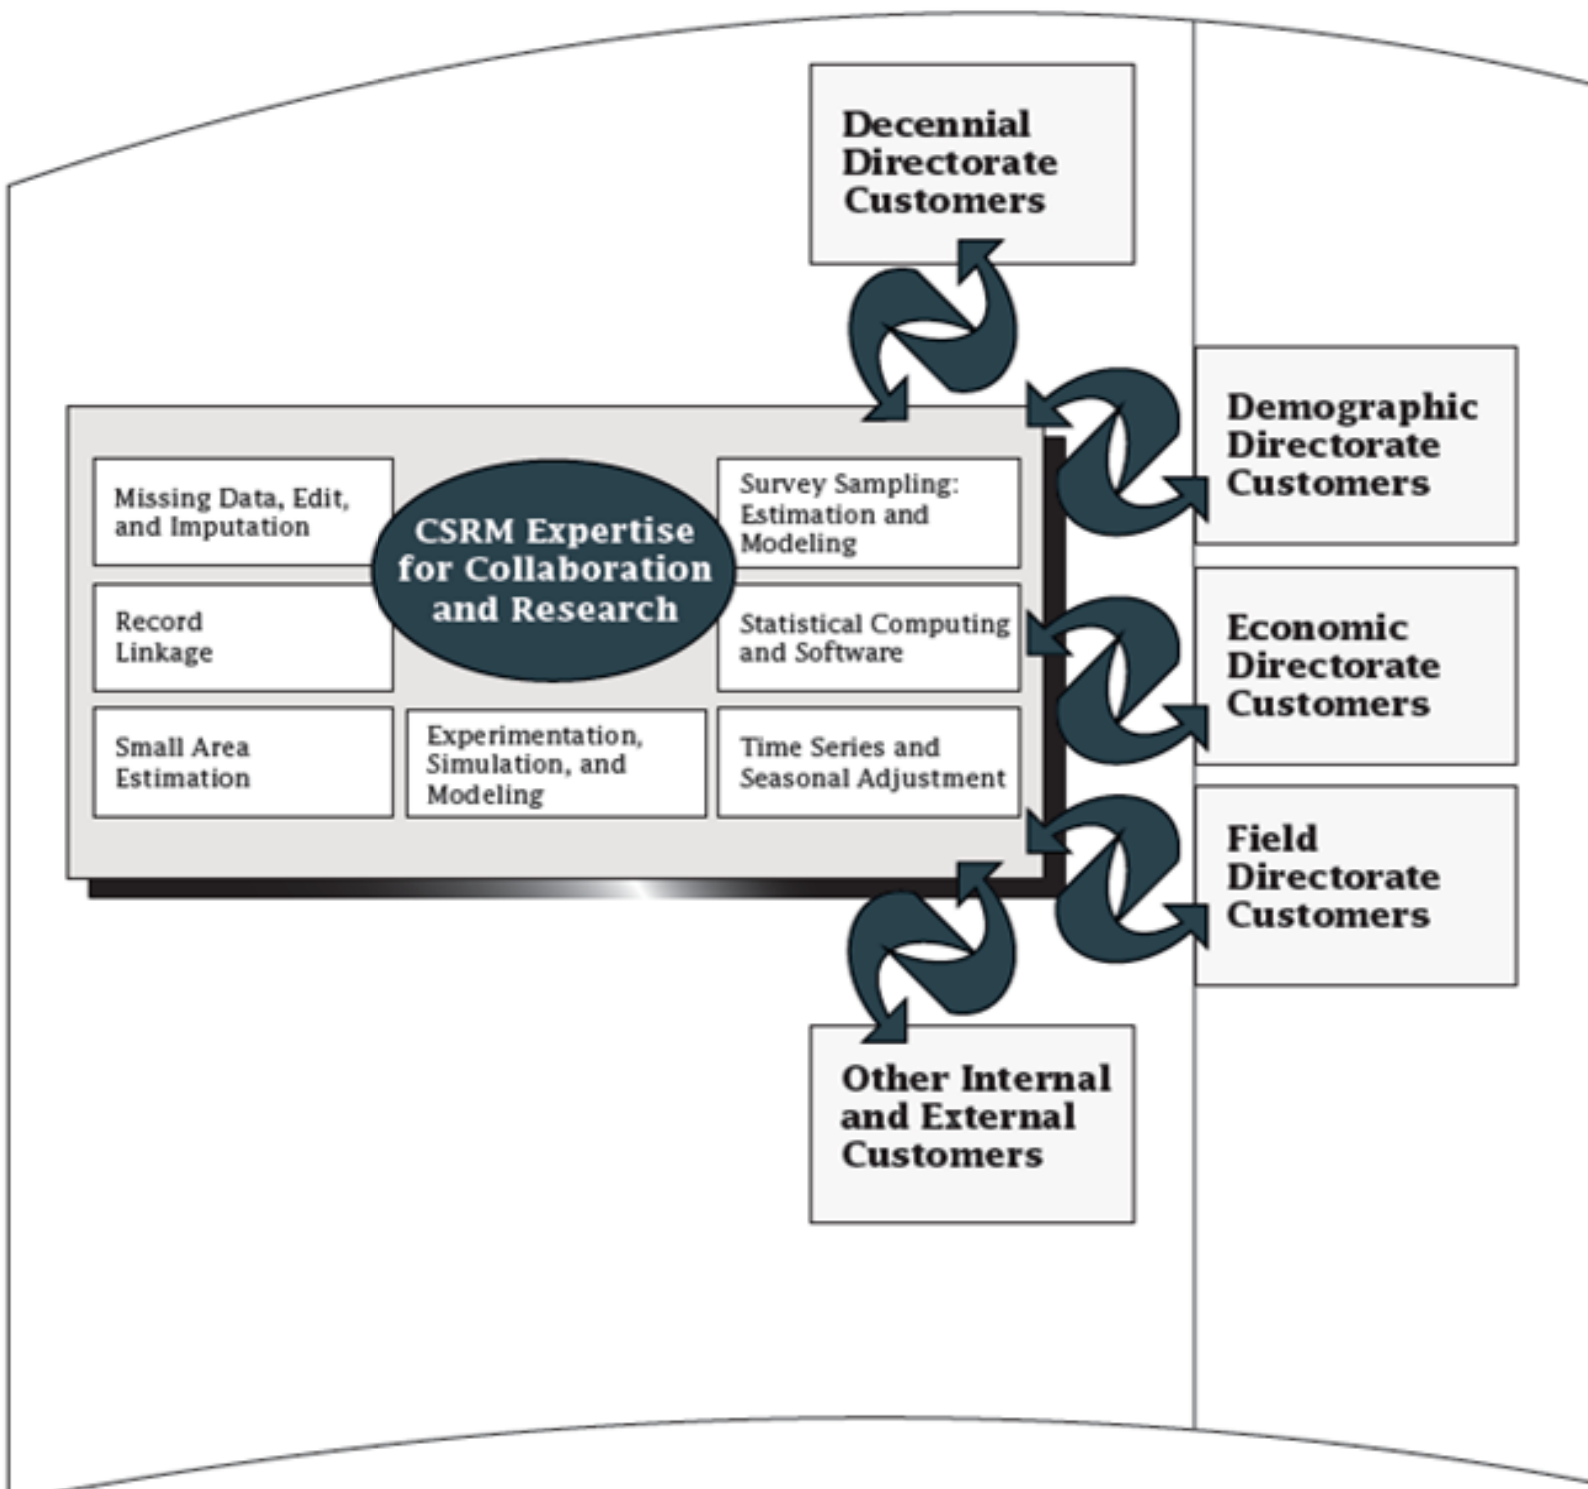 Decennial
Directorate
Customers
Demographic
Directorate
Customers
Missing Data, Edit,
and Imputation
CSRM Expertise
for Collaboration
and Research
Survey Sampling:
Estimation and
Modeling
Record
Linkage
Statistical Computing
and Software
Economic
Directorate
Customers
Small Area
Estimation
Experimentation,
Simulation, and
Modeling
Time Series and
Seasonal Adjustment
Field
Directorate
Customers
Other Internal
and External
Customers